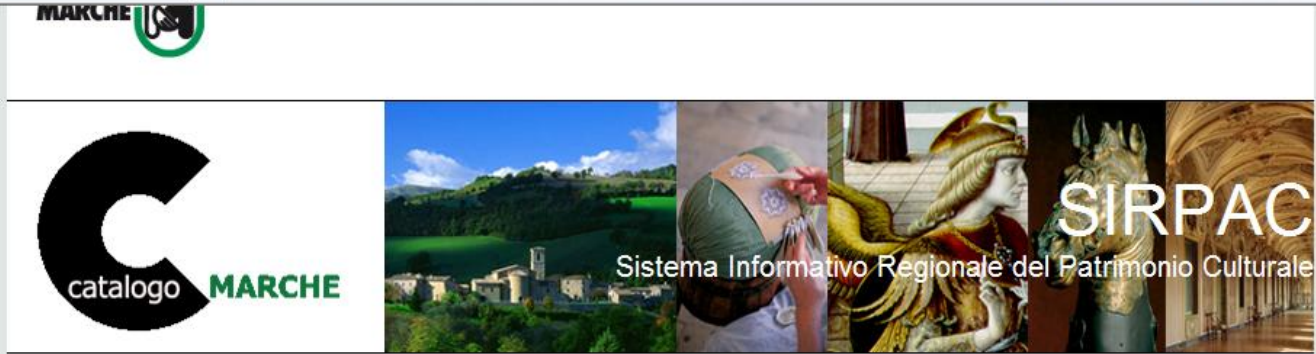 MARCHE
SIRPAC
Sistema Informativo Regionale del Patrimonio Culturale
catalogo MARCHE